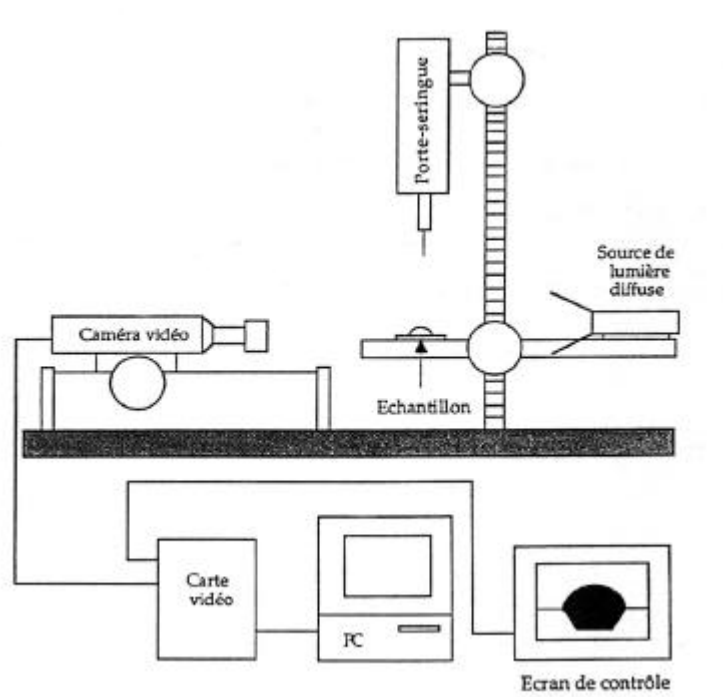 Porte-seringue
Source de
lumière
diffuse
Caméra vidéo
Echantillon
Carte
vidéo
PC
Ecran de contrôle